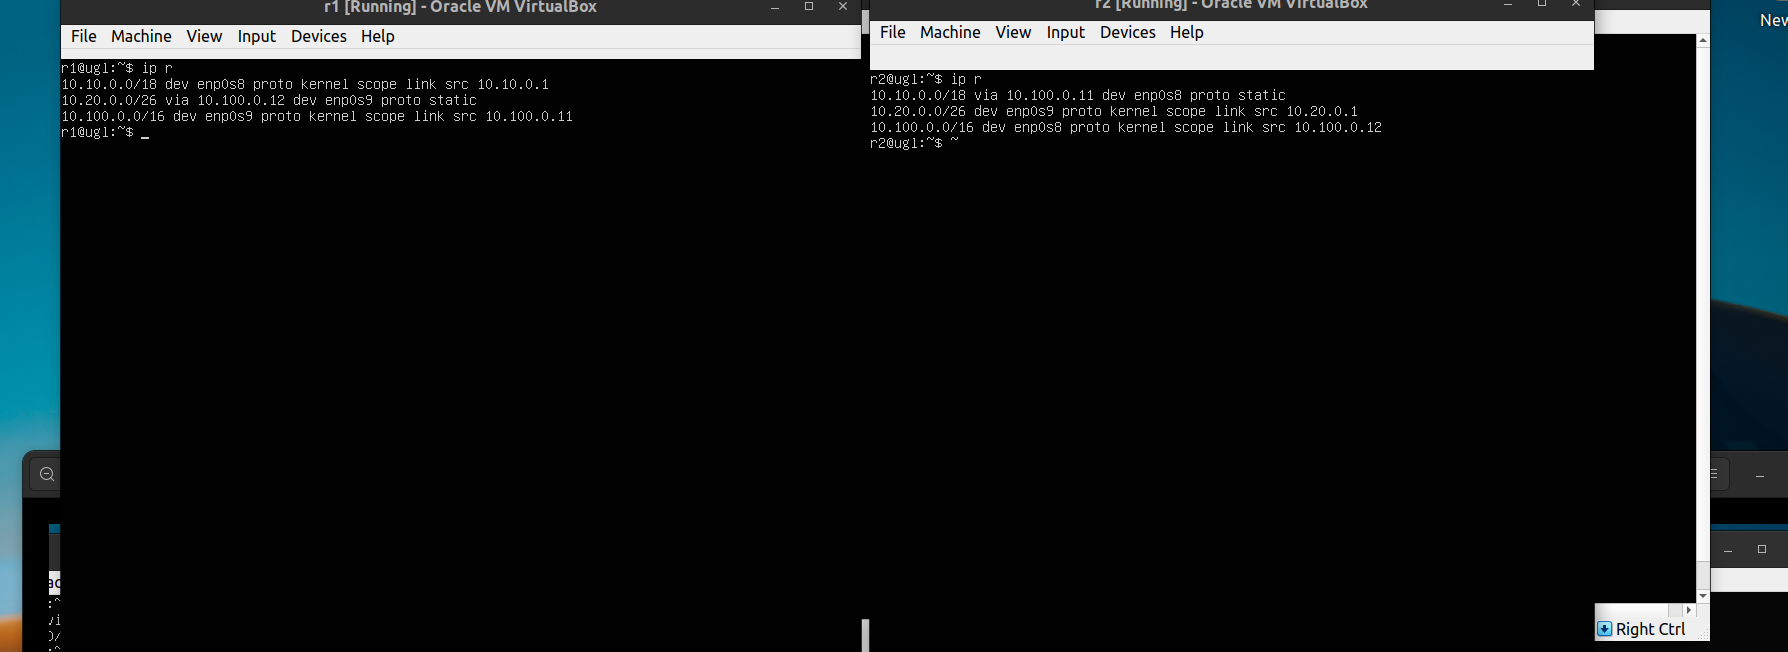 r1 [Running] - Oracle VM VirtualBox
File Machine View Input Devices Help
r1@ugl:~$ ip r
10.10.0.0/18 dev enp0s8 proto kernel scope link src 10.10.0.1
10.20.0.0/26 via 10.100.0.12 dev enp0s9 proto static
10.100.0.0/16 dev enp0s9 proto kernel scope link src 10.100.0.11
r1@ugl:~$ _
r2 [Running] - Oracle VM VirtualBox
File Machine View Input Devices Help
r2@ugl:~$ ip r
10.10.0.0/18 via 10.100.0.11 dev enp0s8 proto static
10.20.0.0/26 dev enp0s9 proto kernel scope link src 10.20.0.1
10.100.0.0/16 dev enp0s8 proto kernel scope link src 10.100.0.12
r2@ugl:~$ ~
New
Right Ctrl
:~
vi
0/
:~